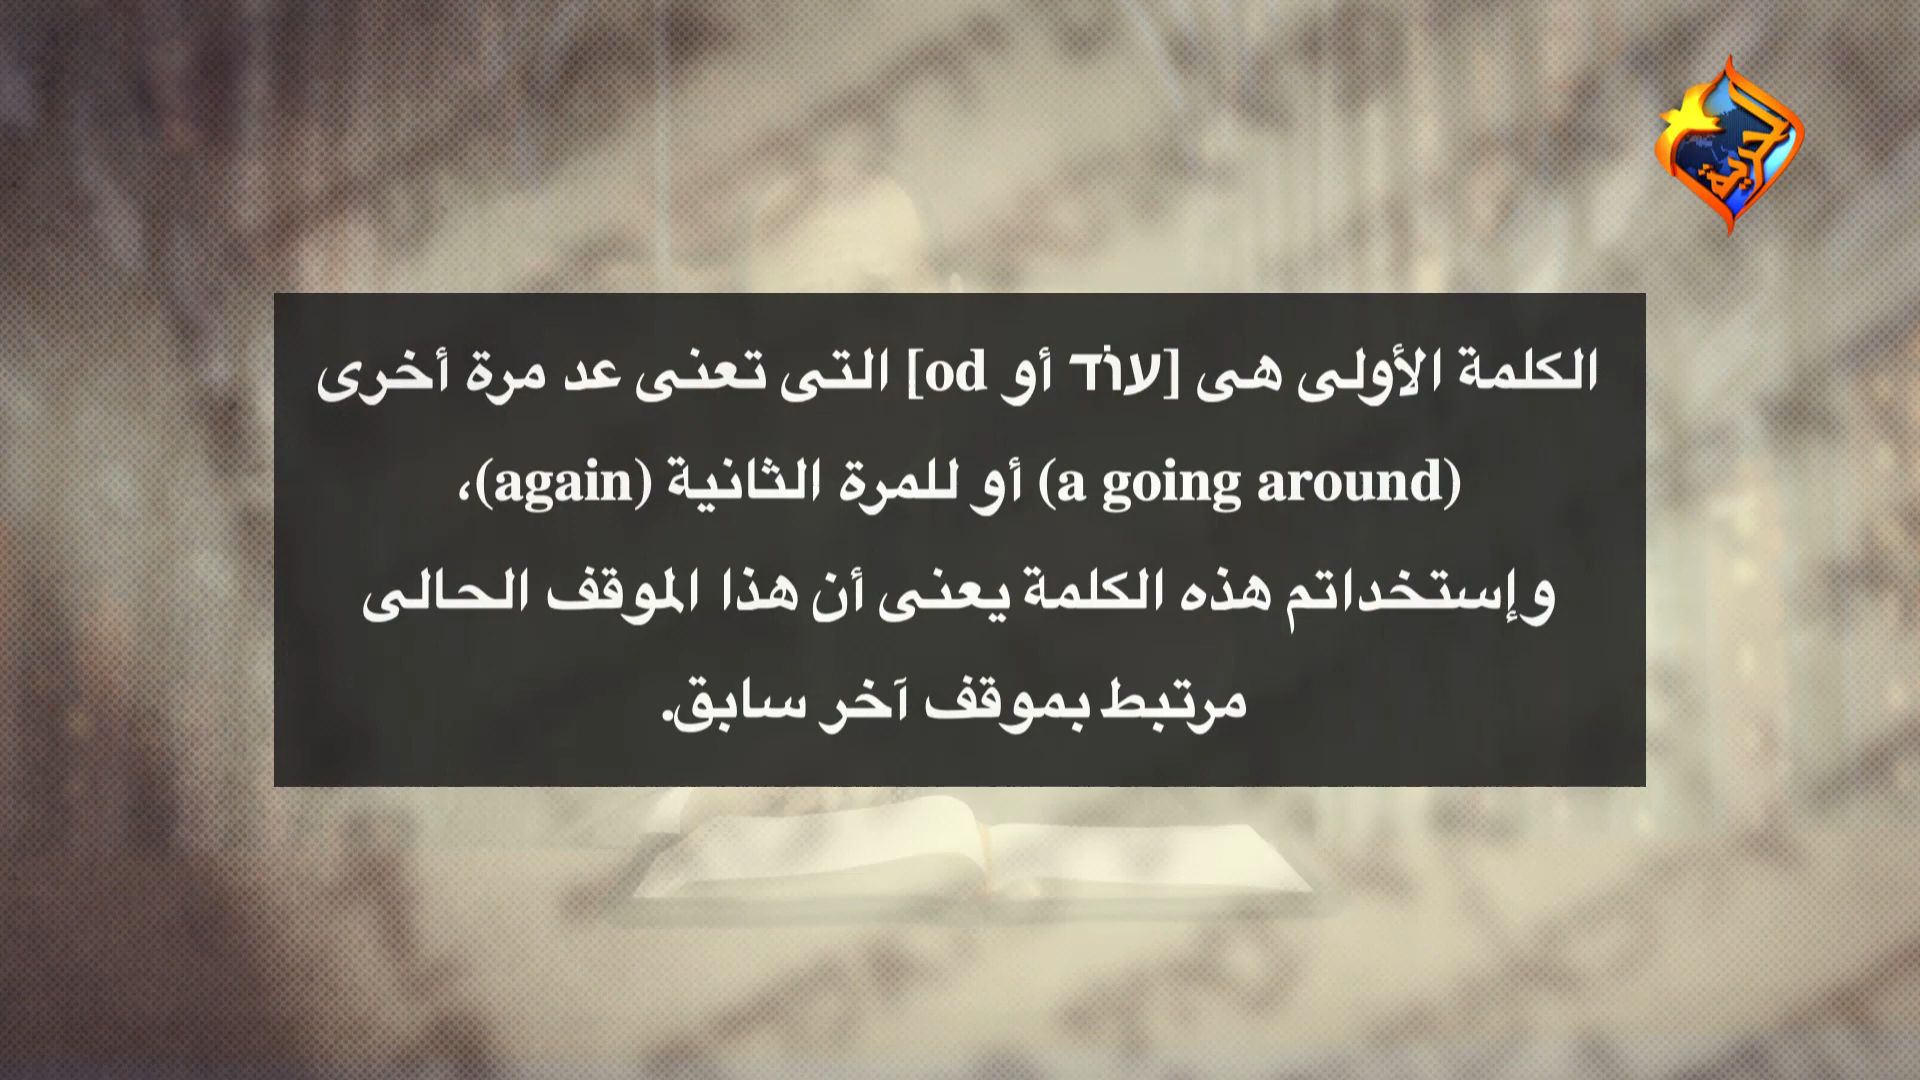 الحرية
الكلمة الأولى هى [עוֹד أو od] التى تعنى عد مرة أخرى
(a going around) أو للمرة الثانية (again)،
وإستخداتم هذه الكلمة يعنى أن هذا الموقف الحالى
مرتبط بموقف آخر سابق.